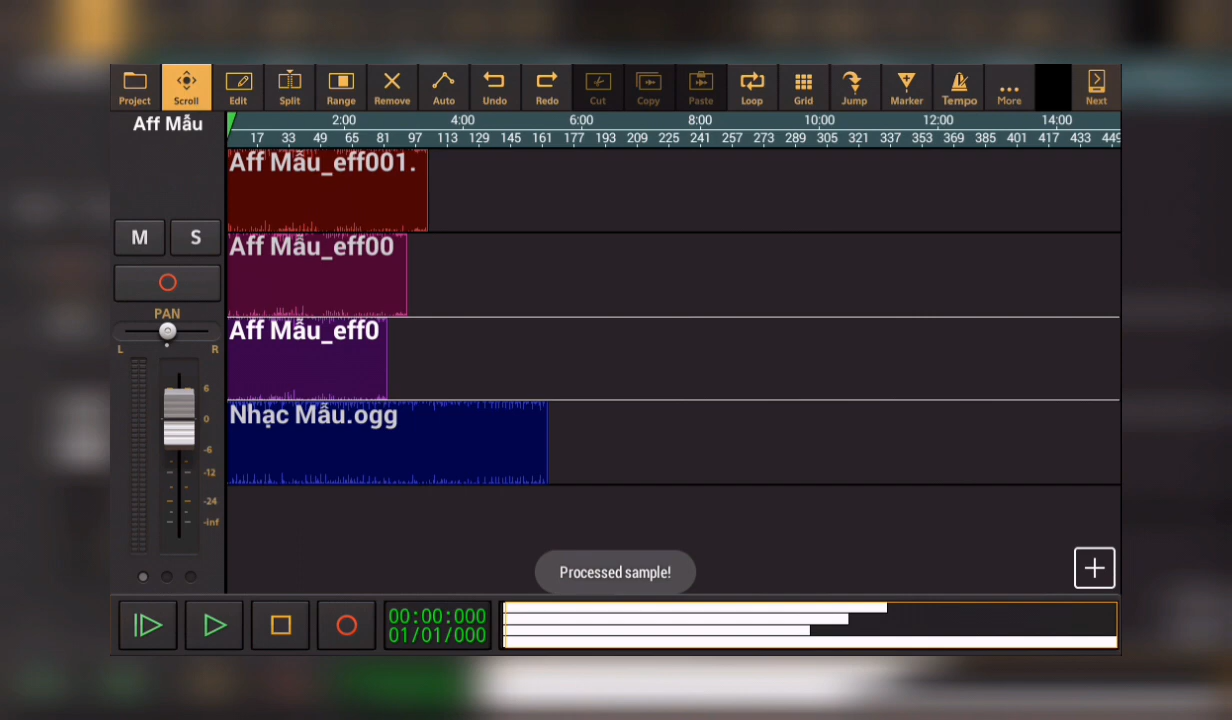 Project Scroll Edit Split Range Remove Auto Undo Redo Cut Copy Paste Loop Grid Jump Marker Tempo More Next
Aff Mẫu
2:00 4:00 6:00 8:00 10:00 12:00 14:00
17 33 49 65 81 97 113 129 145 161 177 193 209 225 241 257 273 289 305 321 337 353 369 385 401 417 433 449
Aff Mẫu_eff001.
M S
Aff Mẫu_eff00
PAN
L R
Aff Mẫu_eff0
6
0
-6
-12
-24
-inf
Nhạc Mẫu.ogg
Processed sample!
00:00:000
01/01/000